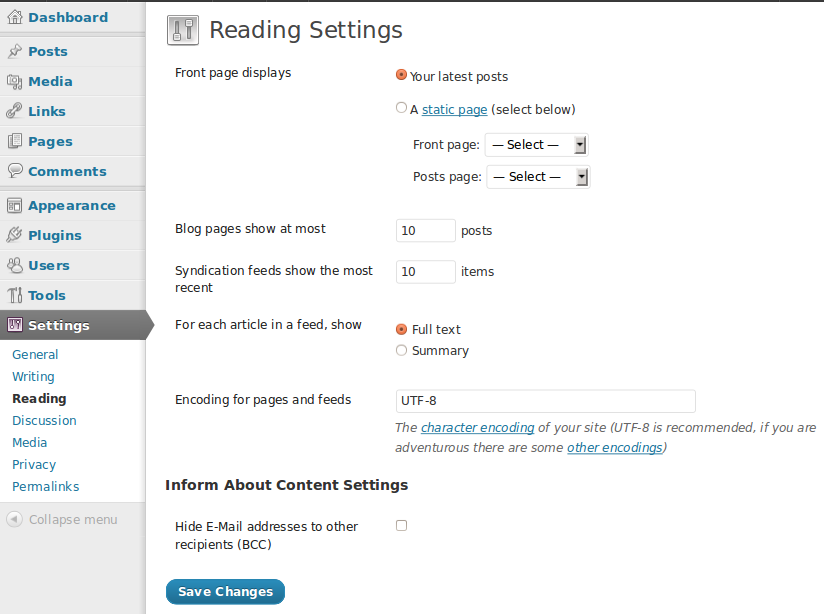 Dashboard
Posts
Media
Links
Pages
Comments
Appearance
Plugins
Users
Tools
Settings
General
Writing
Reading
Discussion
Media
Privacy
Permalinks
Collapse menu
Reading Settings
Front page displays
Your latest posts
A static page (select below)
Front page: — Select —
Posts page: — Select —
Blog pages show at most 10 posts
Syndication feeds show the most
recent
10 items
For each article in a feed, show
Full text
Summary
Encoding for pages and feeds
UTF-8
The character encoding of your site (UTF-8 is recommended, if you are
adventurous there are some other encodings)
Inform About Content Settings
Hide E-Mail addresses to other
recipients (BCC)
Save Changes